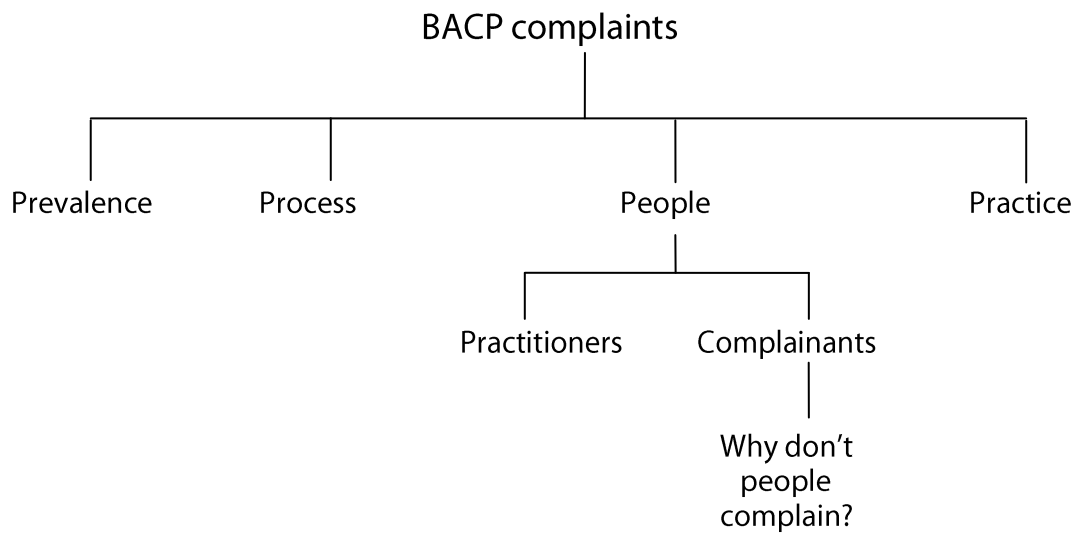 BACP complaints
Prevalence
Process
People
Practice
Practitioners
Complainants
Why don’t
people
complain?